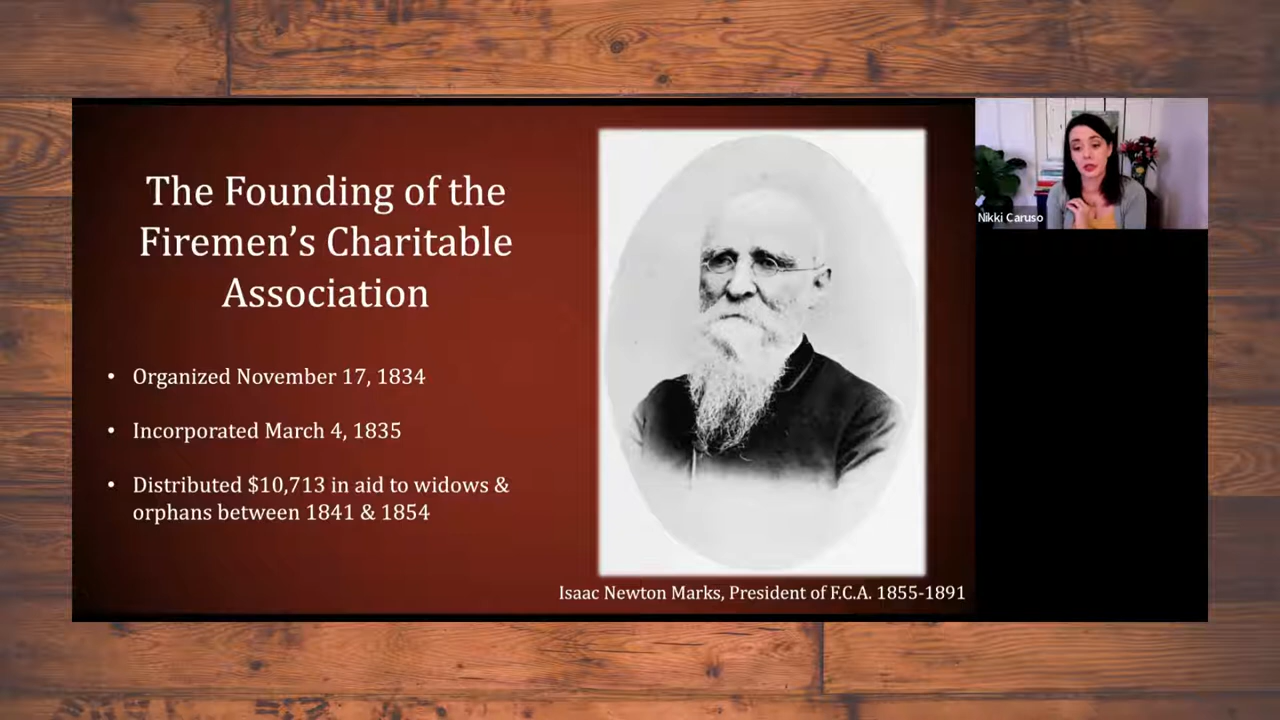 The Founding of the
Firemen’s Charitable
Association
• Organized November 17, 1834
• Incorporated March 4, 1835
• Distributed $10,713 in aid to widows &
orphans between 1841 & 1854
Isaac Newton Marks, President of F.C.A. 1855-1891
Nikki Caruso